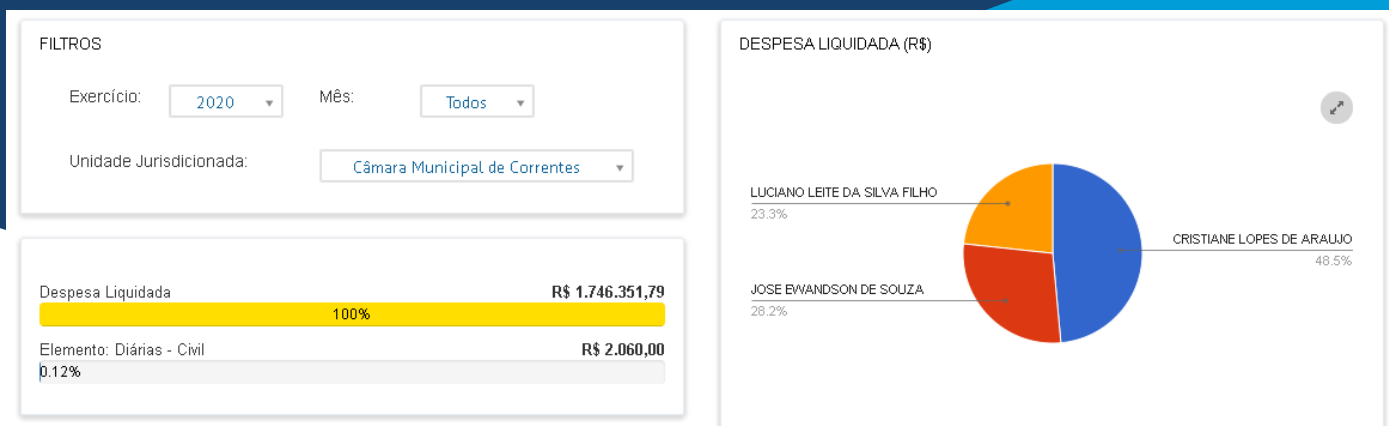 FILTROS
Exercício: 2020 Mês: Todos
Unidade Jurisdicionada: Câmara Municipal de Correntes
Despesa Liquidada R$ 1.746.351,79
100%
Elemento: Diárias - Civil R$ 2.060,00
0.12%
DESPESA LIQUIDADA (R$)
LUCIANO LEITE DA SILVA FILHO
23.3%
CRISTIANE LOPES DE ARAUJO
48.5%
JOSE EWANDSON DE SOUZA
28.2%